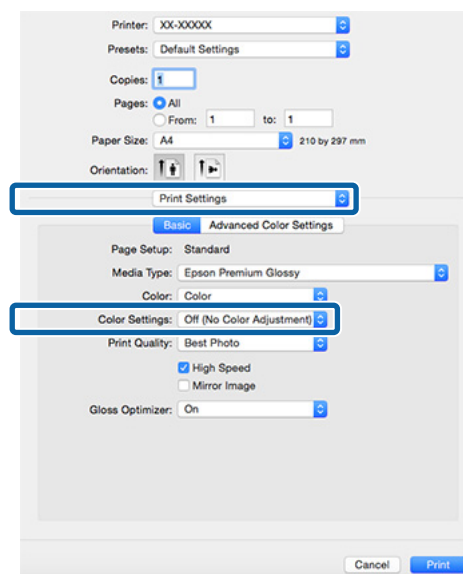 Printer: XX-XXXXX
Presets: Default Settings
Copies: 1
Pages: All
From: 1 to: 1
Paper Size: A4 210 by 297 mm
Orientation:
Print Settings
Basic Advanced Color Settings
Page Setup: Standard
Media Type: Epson Premium Glossy
Color: Color
Color Settings: Off (No Color Adjustment)
Print Quality: Best Photo
High Speed
Mirror Image
Gloss Optimizer: On
Cancel Print